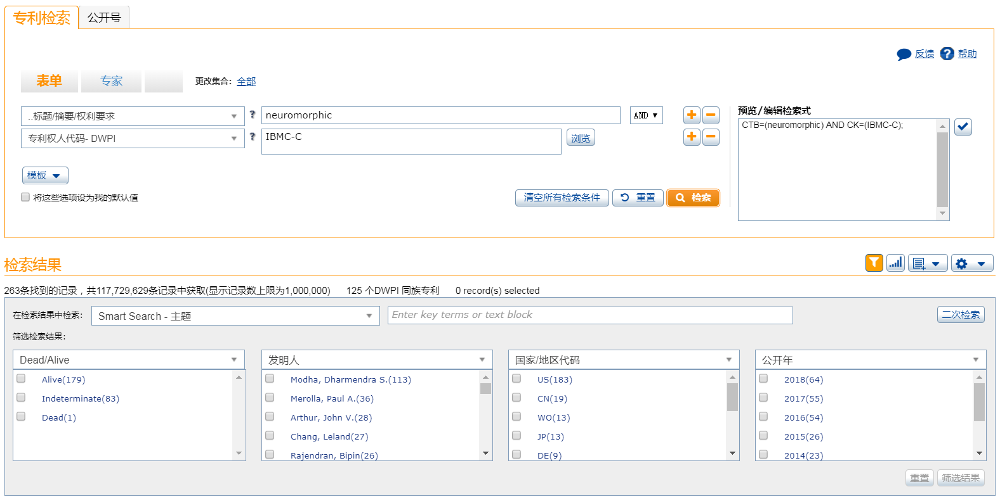 专利检索 公开号
反馈 帮助
表单 专家 更改集合: 全部
..标题/摘要/权利要求 ? neuromorphic AND 预览/编辑检索式
CTB=(neuromorphic) AND CK=(IBMC-C);
专利权人代码- DWPI ? IBMC-C 浏览
模板
将这些选项设为我的默认值 清空所有检索条件 重置 检索
检索结果
263条找到的记录，共117,729,629条记录中获取(显示记录数上限为1,000,000) 125 个DWPI 同族专利 0 record(s) selected
在检索结果中检索: Smart Search - 主题 Enter key terms or text block 二次检索
筛选检索结果:
Dead/Alive 发明人 国家/地区代码 公开年
Alive(179) Modha, Dharmendra S.(113) US(183) 2018(64)
Indeterminate(83) Merolla, Paul A.(36) CN(19) 2017(55)
Dead(1) Arthur, John V.(28) WO(13) 2016(54)
Chang, Leland(27) JP(13) 2015(26)
Rajendran, Bipin(26) DE(9) 2014(23)
重置 筛选结果